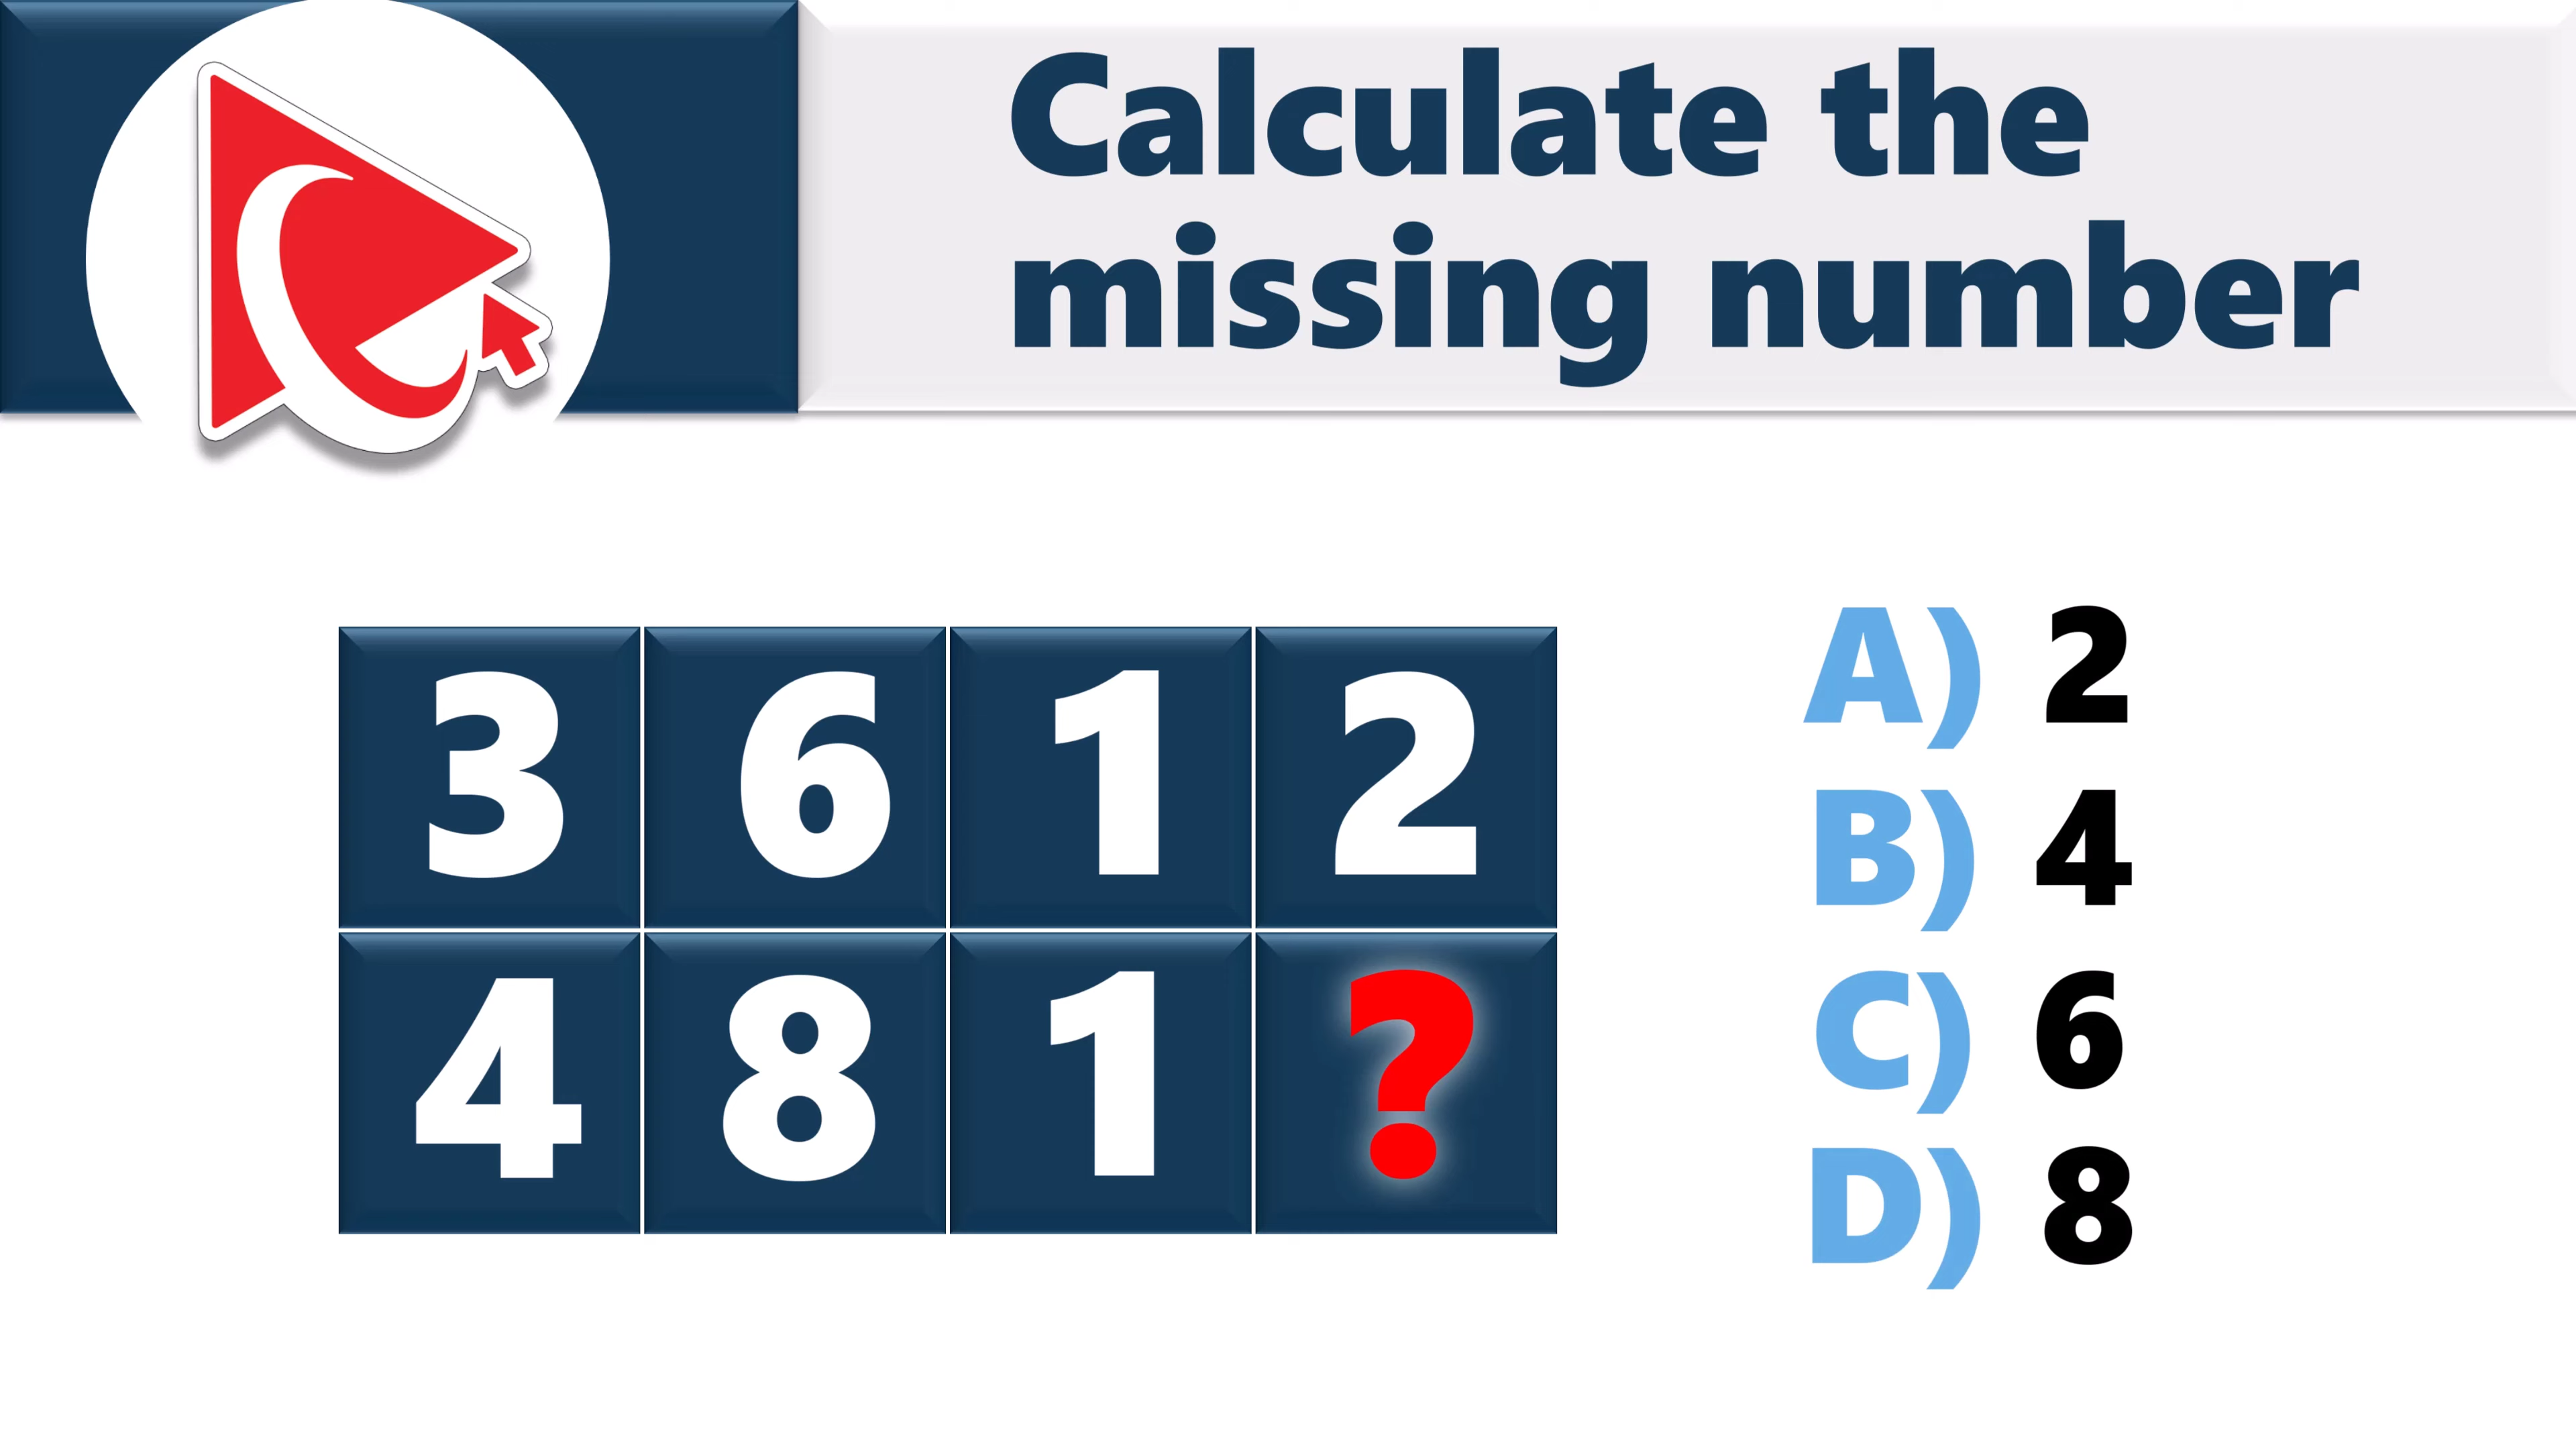 Calculate the
missing number
3 6 1 2
4 8 1 ?
A) 2
B) 4
C) 6
D) 8